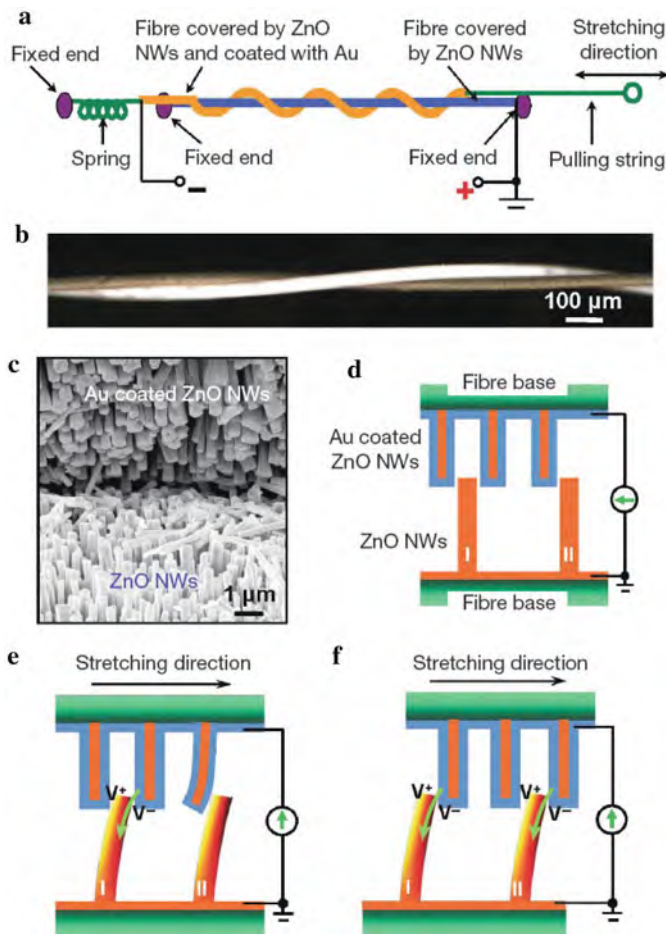 a
Fibre covered by ZnO
NWs and coated with Au
Fibre covered
by ZnO NWs
Stretching
direction
Fixed end
Spring
Fixed end
Fixed end
Pulling string
−
+
b
100 µm
c
Au coated ZnO NWs
ZnO NWs
1 µm
d
Fibre base
Au coated
ZnO NWs
ZnO NWs
I
II
Fibre base
e
Stretching direction
V+
V−
I
II
f
Stretching direction
V+
V−
V+
V−
I
II